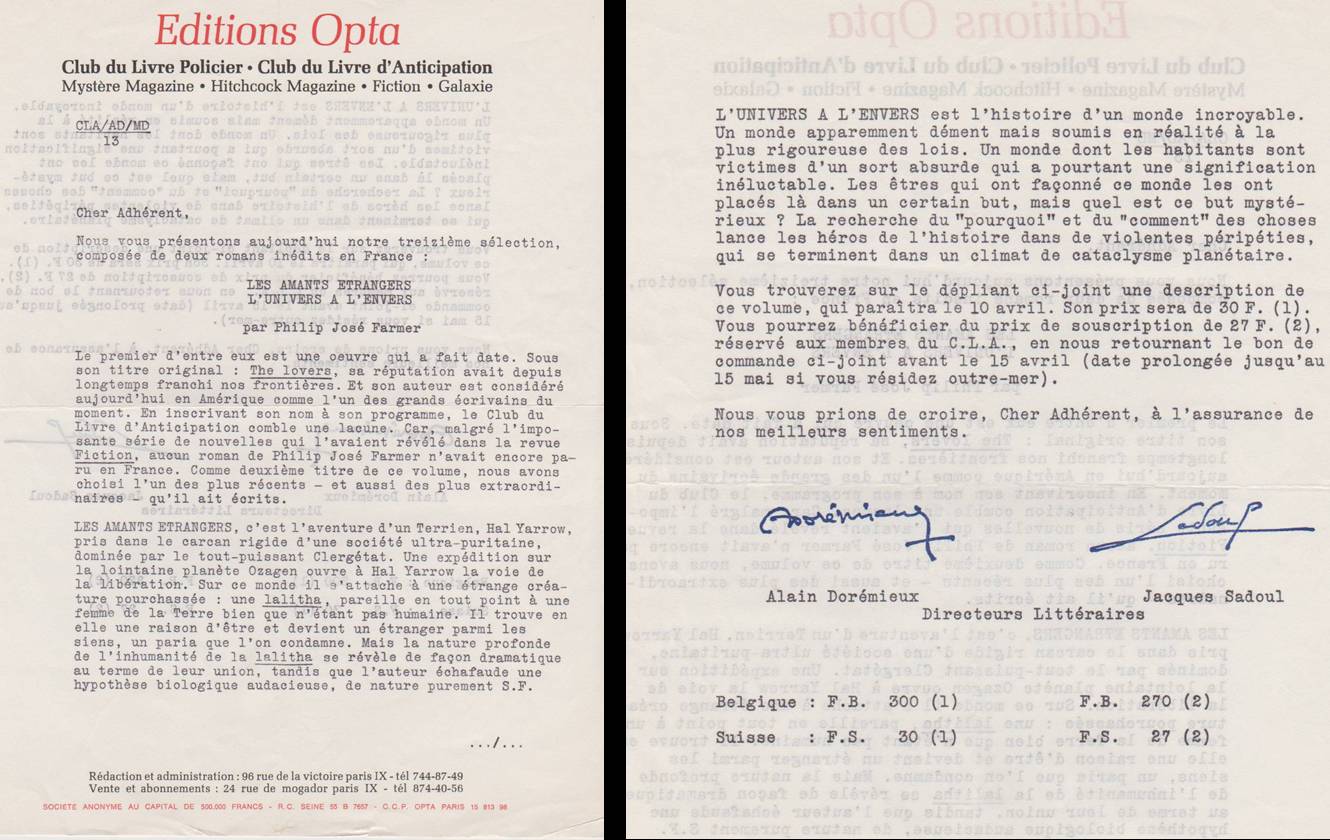 Editions Opta
Club du Livre Policier • Club du Livre d'Anticipation
Mystère Magazine • Hitchcock Magazine • Fiction • Galaxie
CLA/AD/MD
13
Cher Adhérent,
Nous vous présentons aujourd'hui notre treizième sélection,
composée de deux romans inédits en France :
LES AMANTS ETRANGERS
L'UNIVERS A L'ENVERS
par Philip José Farmer
Le premier d'entre eux est une oeuvre qui a fait date. Sous
son titre original : The lovers, sa réputation avait depuis
longtemps franchi nos frontières. Et son auteur est considéré
aujourd'hui en Amérique comme l'un des grands écrivains du
moment. En inscrivant son nom à son programme, le Club du
Livre d'Anticipation comble une lacune. Car, malgré l'impo-
sante série de nouvelles qui l'avaient révélé dans la revue
Fiction, aucun roman de Philip José Farmer n'avait encore pa-
ru en France. Comme deuxième titre de ce volume, nous avons
choisi l'un des plus récents - et aussi des plus extraordi-
naires - qu'il ait écrits.
LES AMANTS ETRANGERS, c'est l'aventure d'un Terrien, Hal Yarrow,
pris dans le carcan rigide d'une société ultra-puritaine,
dominée par le tout-puissant Clergétat. Une expédition sur
la lointaine planète Ozagen ouvre à Hal Yarrow la voie de
la libération. Sur ce monde il s'attache à une étrange créa-
ture pourchassée : une lalitha, pareille en tout point à une
femme de la Terre bien que n'étant pas humaine. Il trouve en
elle une raison d'être et devient un étranger parmi les
siens, un paria que l'on condamne. Mais la nature profonde
de l'inhumanité de la lalitha se révèle de façon dramatique
au terme de leur union, tandis que l'auteur échafaude une
hypothèse biologique audacieuse, de nature purement S.F.
.../...
Rédaction et administration : 96 rue de la victoire paris IX - tél 744-87-49
Vente et abonnements : 24 rue de mogador paris IX - tél 874-40-56
SOCIETE ANONYME AU CAPITAL DE 500.000 FRANCS - R.C. SEINE 55 B 7657 - C.C.P. OPTA PARIS 15 813 98
L'UNIVERS A L'ENVERS est l'histoire d'un monde incroyable.
Un monde apparemment dément mais soumis en réalité à la
plus rigoureuse des lois. Un monde dont les habitants sont
victimes d'un sort absurde qui a pourtant une signification
inéluctable. Les êtres qui ont façonné ce monde les ont
placés là dans un certain but, mais quel est ce but mysté-
rieux ? La recherche du "pourquoi" et du "comment" des choses
lance les héros de l'histoire dans de violentes péripéties,
qui se terminent dans un climat de cataclysme planétaire.
Vous trouverez sur le dépliant ci-joint une description de
ce volume, qui paraîtra le 10 avril. Son prix sera de 30 F. (1).
Vous pourrez bénéficier du prix de souscription de 27 F. (2),
réservé aux membres du C.L.A., en nous retournant le bon de
commande ci-joint avant le 15 avril (date prolongée jusqu'au
15 mai si vous résidez outre-mer).
Nous vous prions de croire, Cher Adhérent, à l'assurance de
nos meilleurs sentiments.
Alain Dorémieux Jacques Sadoul
Directeurs Littéraires
Belgique : F.B. 300 (1) F.B. 270 (2)
Suisse : F.S. 30 (1) F.S. 27 (2)